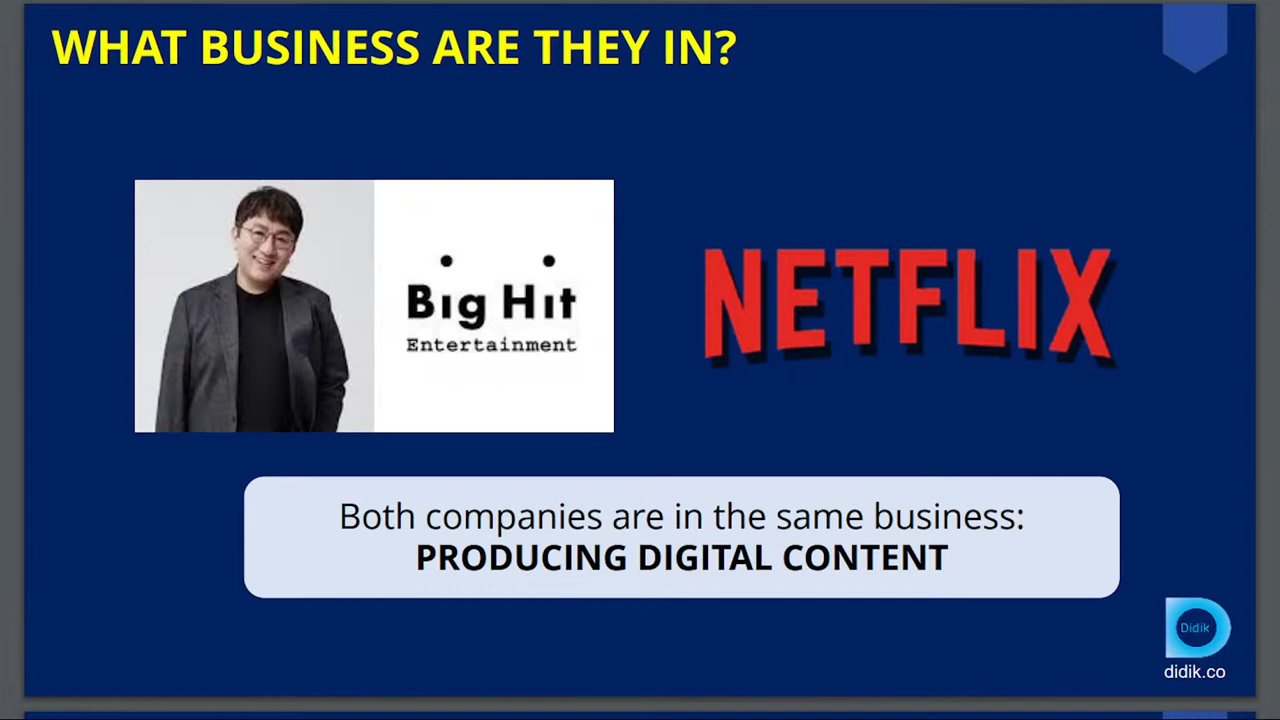 WHAT BUSINESS ARE THEY IN?
Big Hit
Entertainment
NETFLIX
Both companies are in the same business:
PRODUCING DIGITAL CONTENT
Didik
didik.co